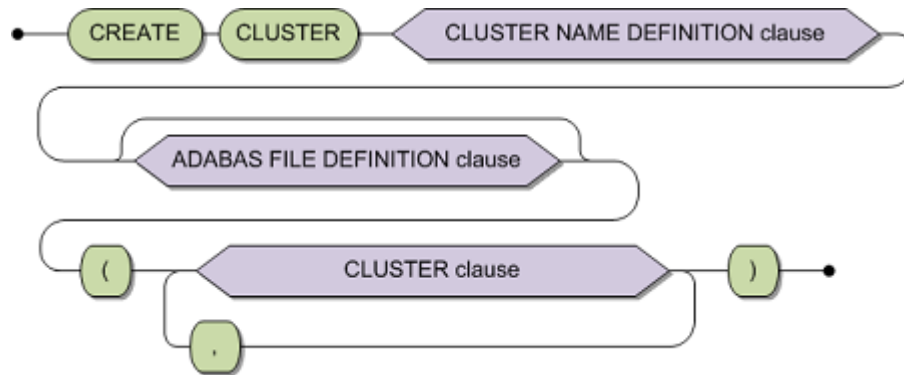 CREATE CLUSTER CLUSTER NAME DEFINITION clause
ADABAS FILE DEFINITION clause
( CLUSTER clause )
,